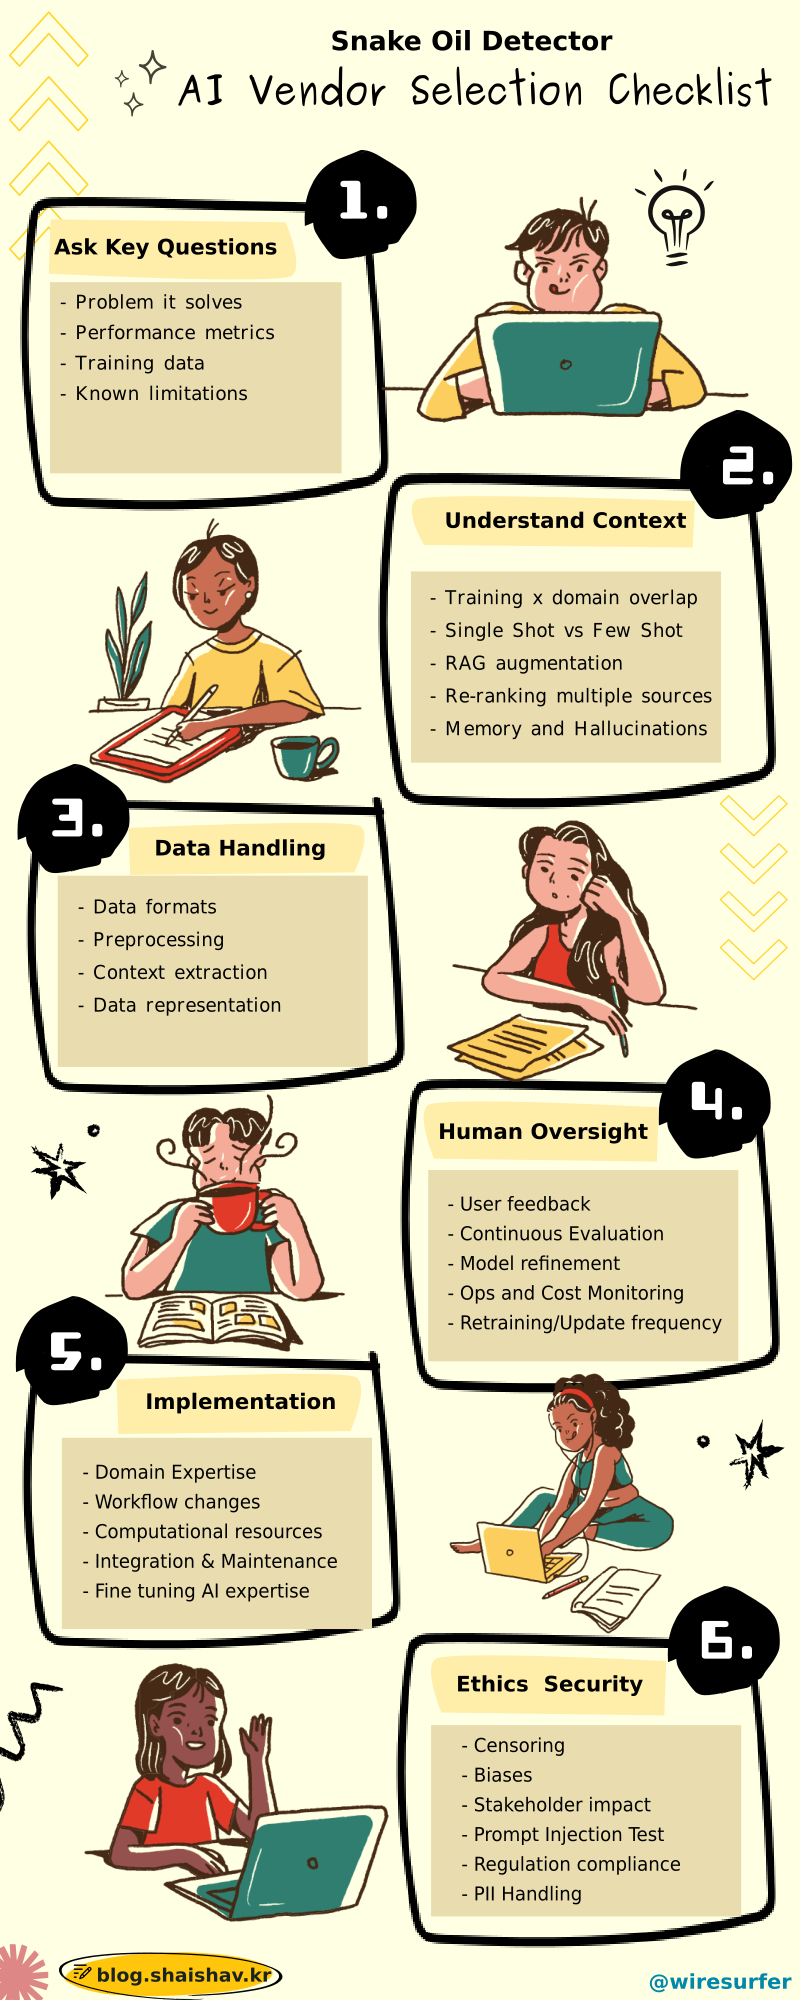 Snake Oil Detector
AI Vendor Selection Checklist
1.
Ask Key Questions
- Problem it solves
- Performance metrics
- Training data
- Known limitations
2.
Understand Context
- Training x domain overlap
- Single Shot vs Few Shot
- RAG augmentation
- Re-ranking multiple sources
- Memory and Hallucinations
3.
Data Handling
- Data formats
- Preprocessing
- Context extraction
- Data representation
4.
Human Oversight
- User feedback
- Continuous Evaluation
- Model refinement
- Ops and Cost Monitoring
- Retraining/Update frequency
5.
Implementation
- Domain Expertise
- Workflow changes
- Computational resources
- Integration & Maintenance
- Fine tuning AI expertise
6.
Ethics Security
- Censoring
- Biases
- Stakeholder impact
- Prompt Injection Test
- Regulation compliance
- PII Handling
blog.shaishav.kr
@wiresurfer